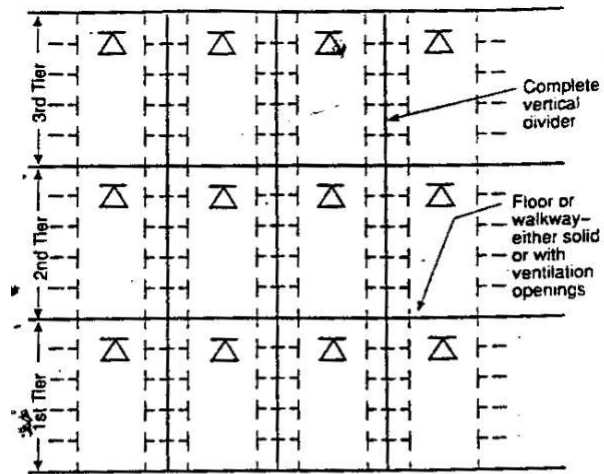 3rd Tier
Complete
vertical
divider
2nd Tier
Floor or
walkway–
either solid
or with
ventilation
openings
1st Tier